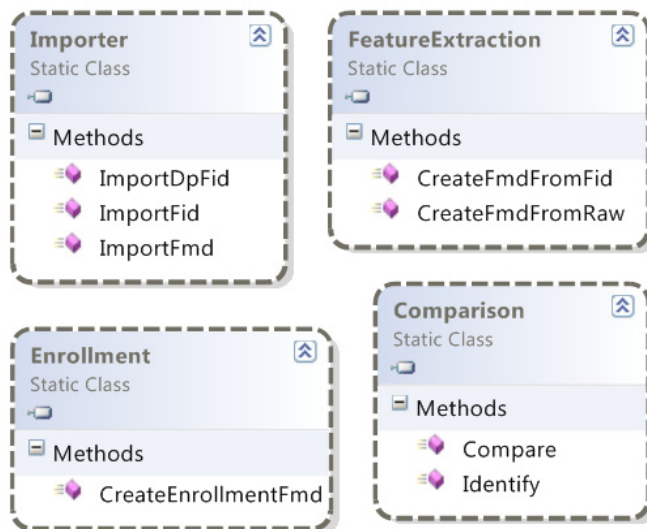 Importer
Static Class
Methods
ImportDpFid
ImportFid
ImportFmd
FeatureExtraction
Static Class
Methods
CreateFmdFromFid
CreateFmdFromRaw
Enrollment
Static Class
Methods
CreateEnrollmentFmd
Comparison
Static Class
Methods
Compare
Identify